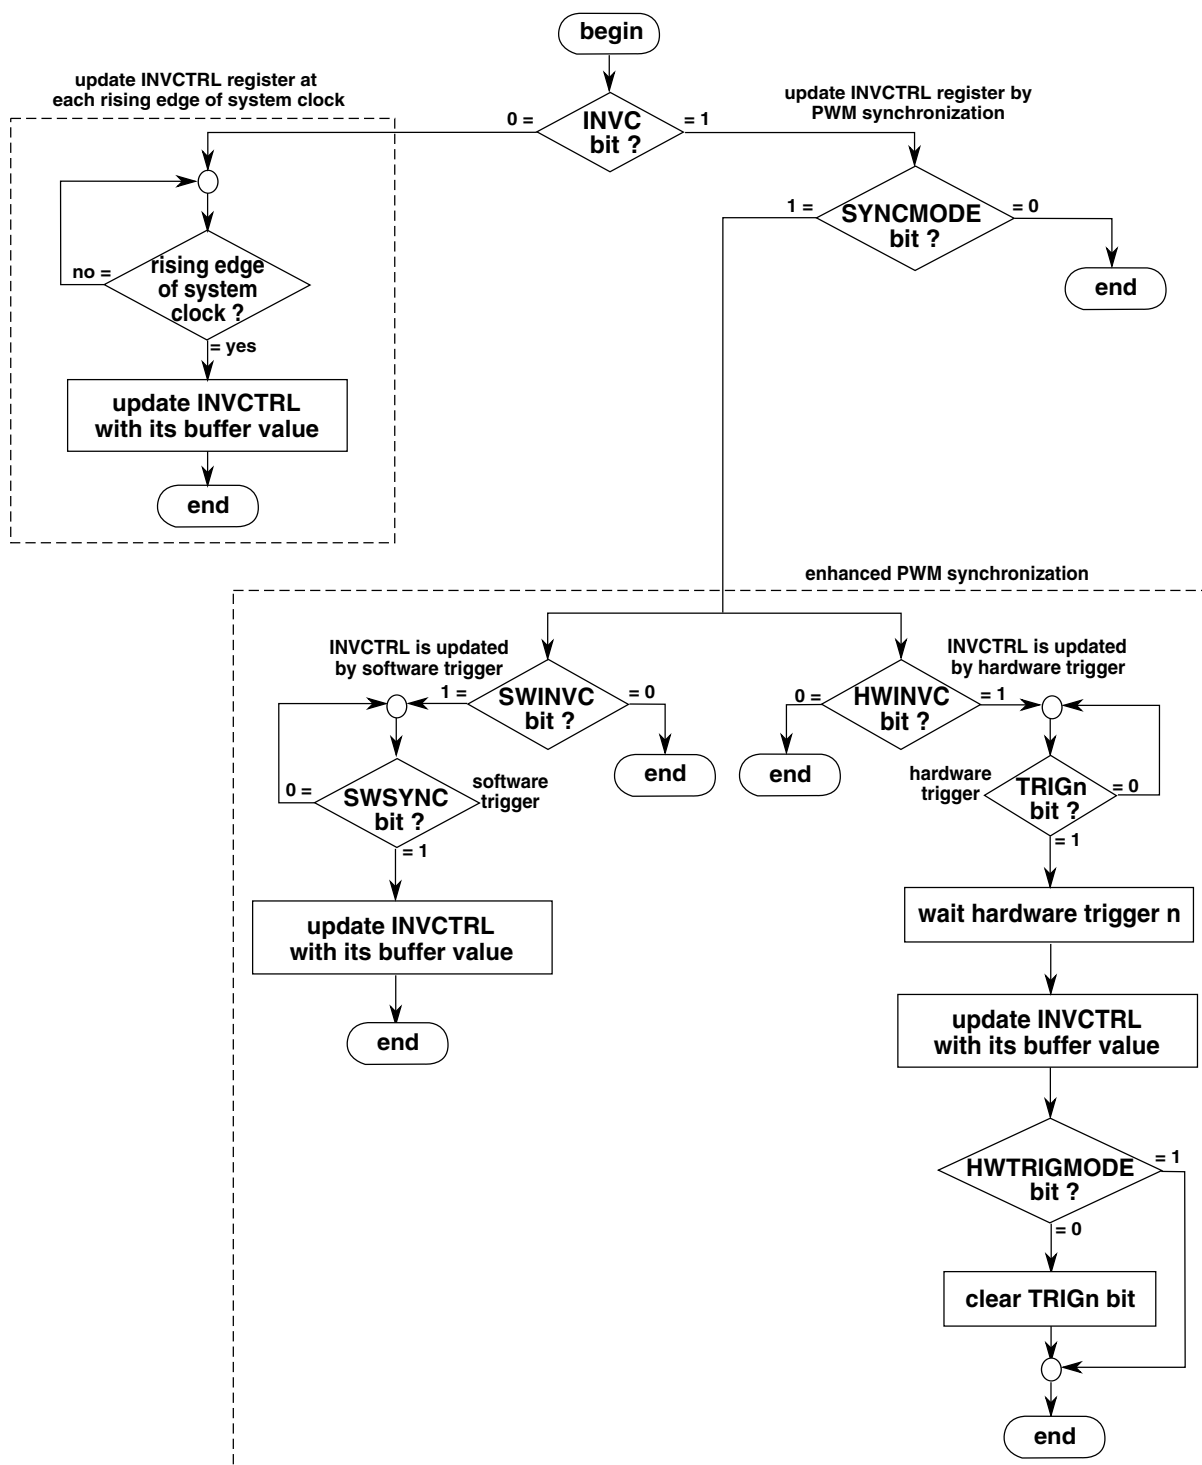 begin
update INVCTRL register at
each rising edge of system clock
update INVCTRL register by
PWM synchronization
0 =
INVC
bit ?
= 1
1 =
SYNCMODE
bit ?
= 0
end
no =
rising edge
of system
clock ?
= yes
update INVCTRL
with its buffer value
end
enhanced PWM synchronization
INVCTRL is updated
by software trigger
INVCTRL is updated
by hardware trigger
1 =
SWINVC
bit ?
= 0
end
0 =
HWINVC
bit ?
= 1
end
0 =
SWSYNC
bit ?
software
trigger
= 1
hardware
trigger
TRIGn
bit ?
= 0
= 1
update INVCTRL
with its buffer value
end
wait hardware trigger n
update INVCTRL
with its buffer value
HWTRIGMODE
bit ?
= 1
= 0
clear TRIGn bit
end